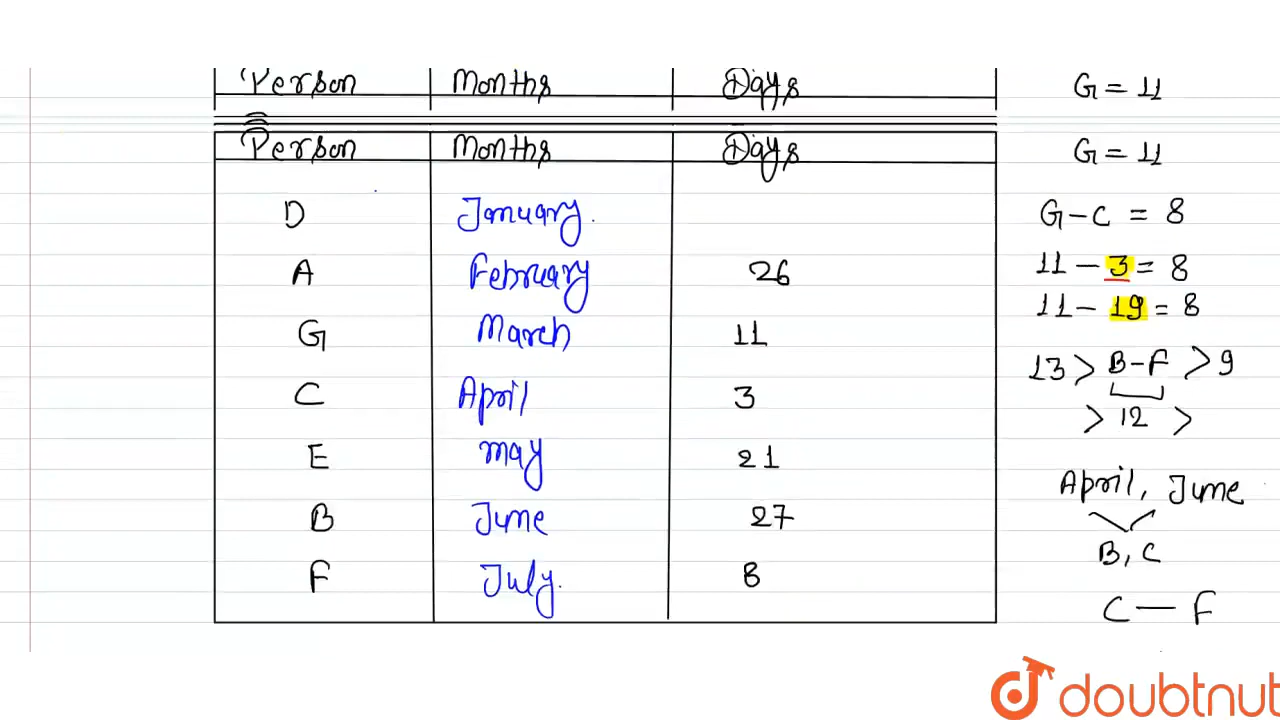 Person Months Days G = 11
Person Months Days G = 11
D January. G - C = 8
A February 26 11 - 3 = 8
G March 11 11 - 19 = 8
C April 3 13 > B - F > 9
> 12 >
E May 21 April, June
B June 27 B, C
F July. 8 C — F
doubtnut